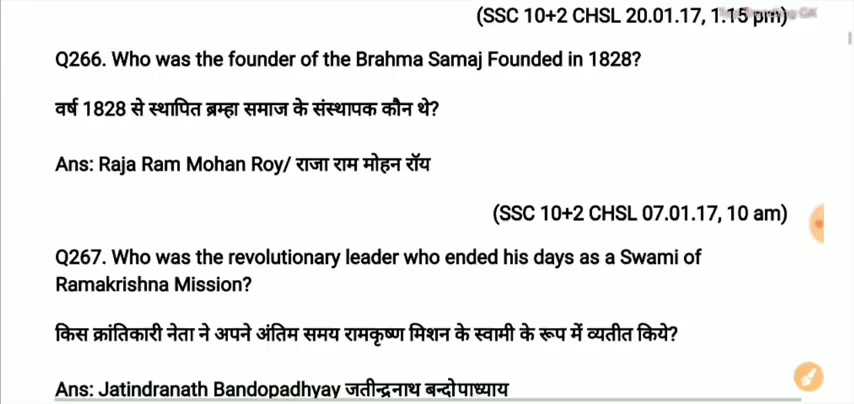 (SSC 10+2 CHSL 20.01.17, 1.15 pm)
Q266. Who was the founder of the Brahma Samaj Founded in 1828?
वर्ष 1828 से स्थापित ब्रम्हा समाज के संस्थापक कौन थे?
Ans: Raja Ram Mohan Roy/ राजा राम मोहन रॉय
(SSC 10+2 CHSL 07.01.17, 10 am)
Q267. Who was the revolutionary leader who ended his days as a Swami of
Ramakrishna Mission?
किस क्रांतिकारी नेता ने अपने अंतिम समय रामकृष्ण मिशन के स्वामी के रूप में व्यतीत किये?
Ans: Jatindranath Bandopadhyay जतीन्द्रनाथ बन्दोपाध्याय